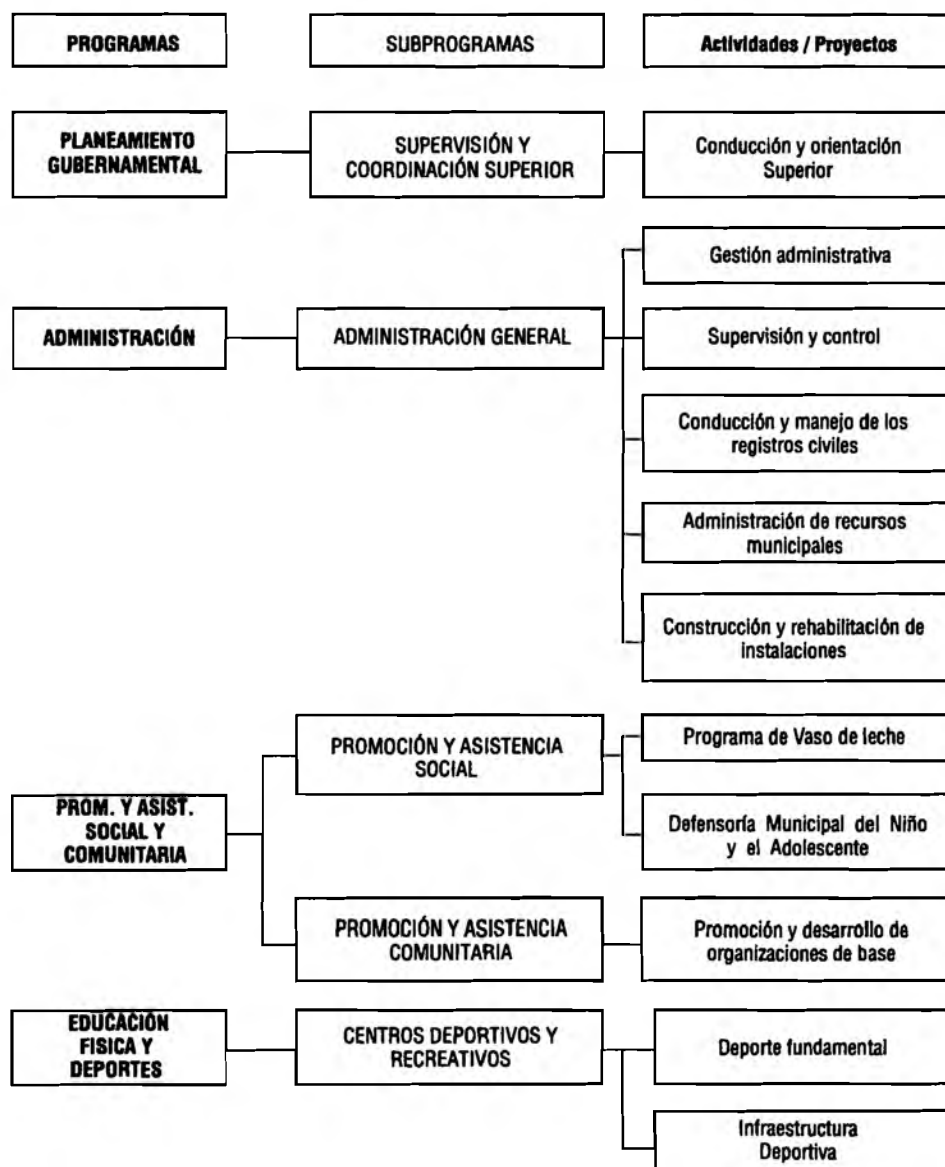 PROGRAMAS
SUBPROGRAMAS
Actividades / Proyectos
PLANEAMIENTO
GUBERNAMENTAL
SUPERVISIÓN Y
COORDINACIÓN SUPERIOR
Conducción y orientación
Superior
Gestión administrativa
ADMINISTRACIÓN
ADMINISTRACIÓN GENERAL
Supervisión y control
Conducción y manejo de los
registros civiles
Administración de recursos
municipales
Construcción y rehabilitación de
instalaciones
PROM. Y ASIST.
SOCIAL Y
COMUNITARIA
PROMOCIÓN Y ASISTENCIA
SOCIAL
Programa de Vaso de leche
Defensoría Municipal del Niño
y el Adolescente
PROMOCIÓN Y ASISTENCIA
COMUNITARIA
Promoción y desarrollo de
organizaciones de base
EDUCACIÓN
FISICA Y
DEPORTES
CENTROS DEPORTIVOS Y
RECREATIVOS
Deporte fundamental
Infraestructura
Deportiva